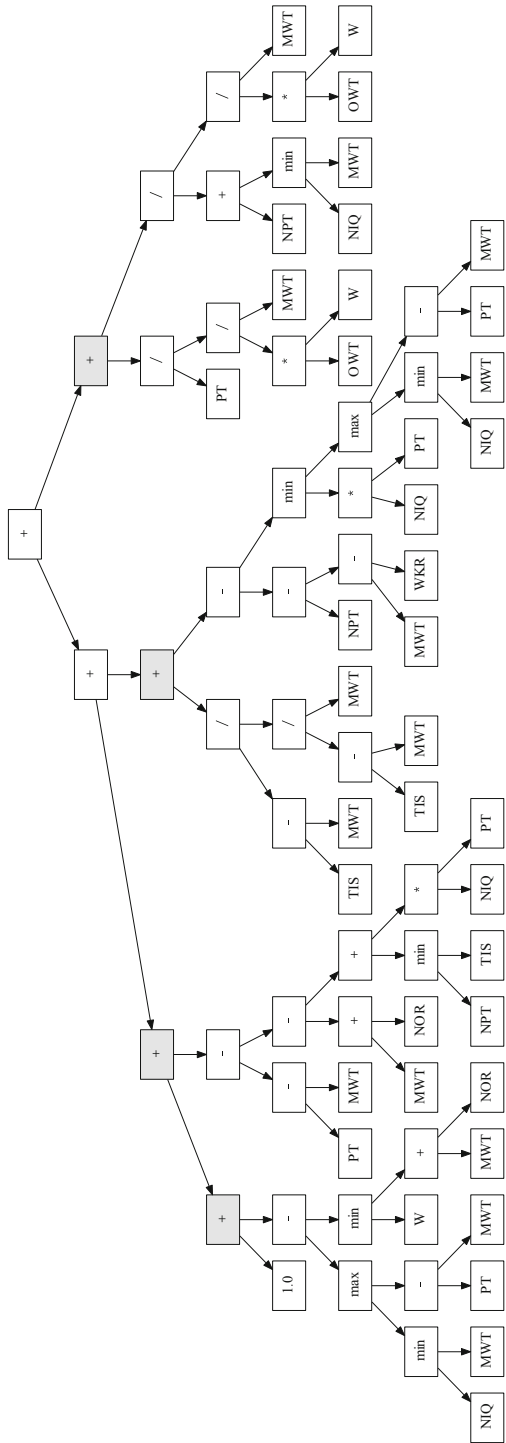 +
+ +
+ + / /
+ - / - PT / + /
1.0 - - - - / - min * MWT NPT min * MWT
max min PT MWT + + TIS MWT - MWT NPT - * max OWT W NIQ MWT OWT W
min - W + MWT NOR min * TIS MWT MWT WKR NIQ PT min -
NIQ MWT PT MWT MWT NOR NPT TIS NIQ PT NIQ MWT PT MWT